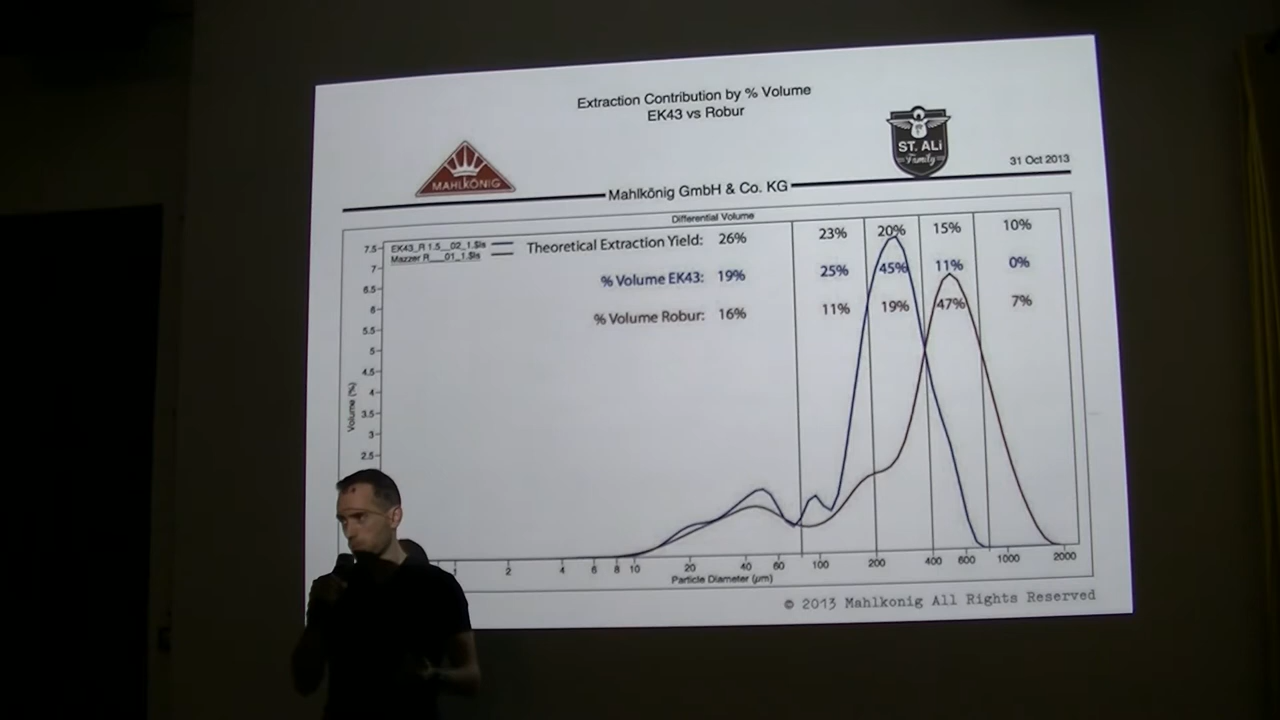 Extraction Contribution by % Volume
EK43 vs Robur
MAHLKÖNIG
ST. ALi
Family
31 Oct 2013
Mahlkönig GmbH & Co. KG
Differential Volume
EK43_R 1.5__02_1.$ls
Mazzer R___01_1.$ls
Theoretical Extraction Yield: 26% 23% 20% 15% 10%
% Volume EK43: 19% 25% 45% 11% 0%
% Volume Robur: 16% 11% 19% 47% 7%
7.5
7
6.5
6
5.5
5
4.5
4
3.5
3
2.5
Volume (%)
1 2 4 6 8 10 20 40 60 100 200 400 600 1000 2000
Particle Diameter (µm)
© 2013 Mahlkonig All Rights Reserved